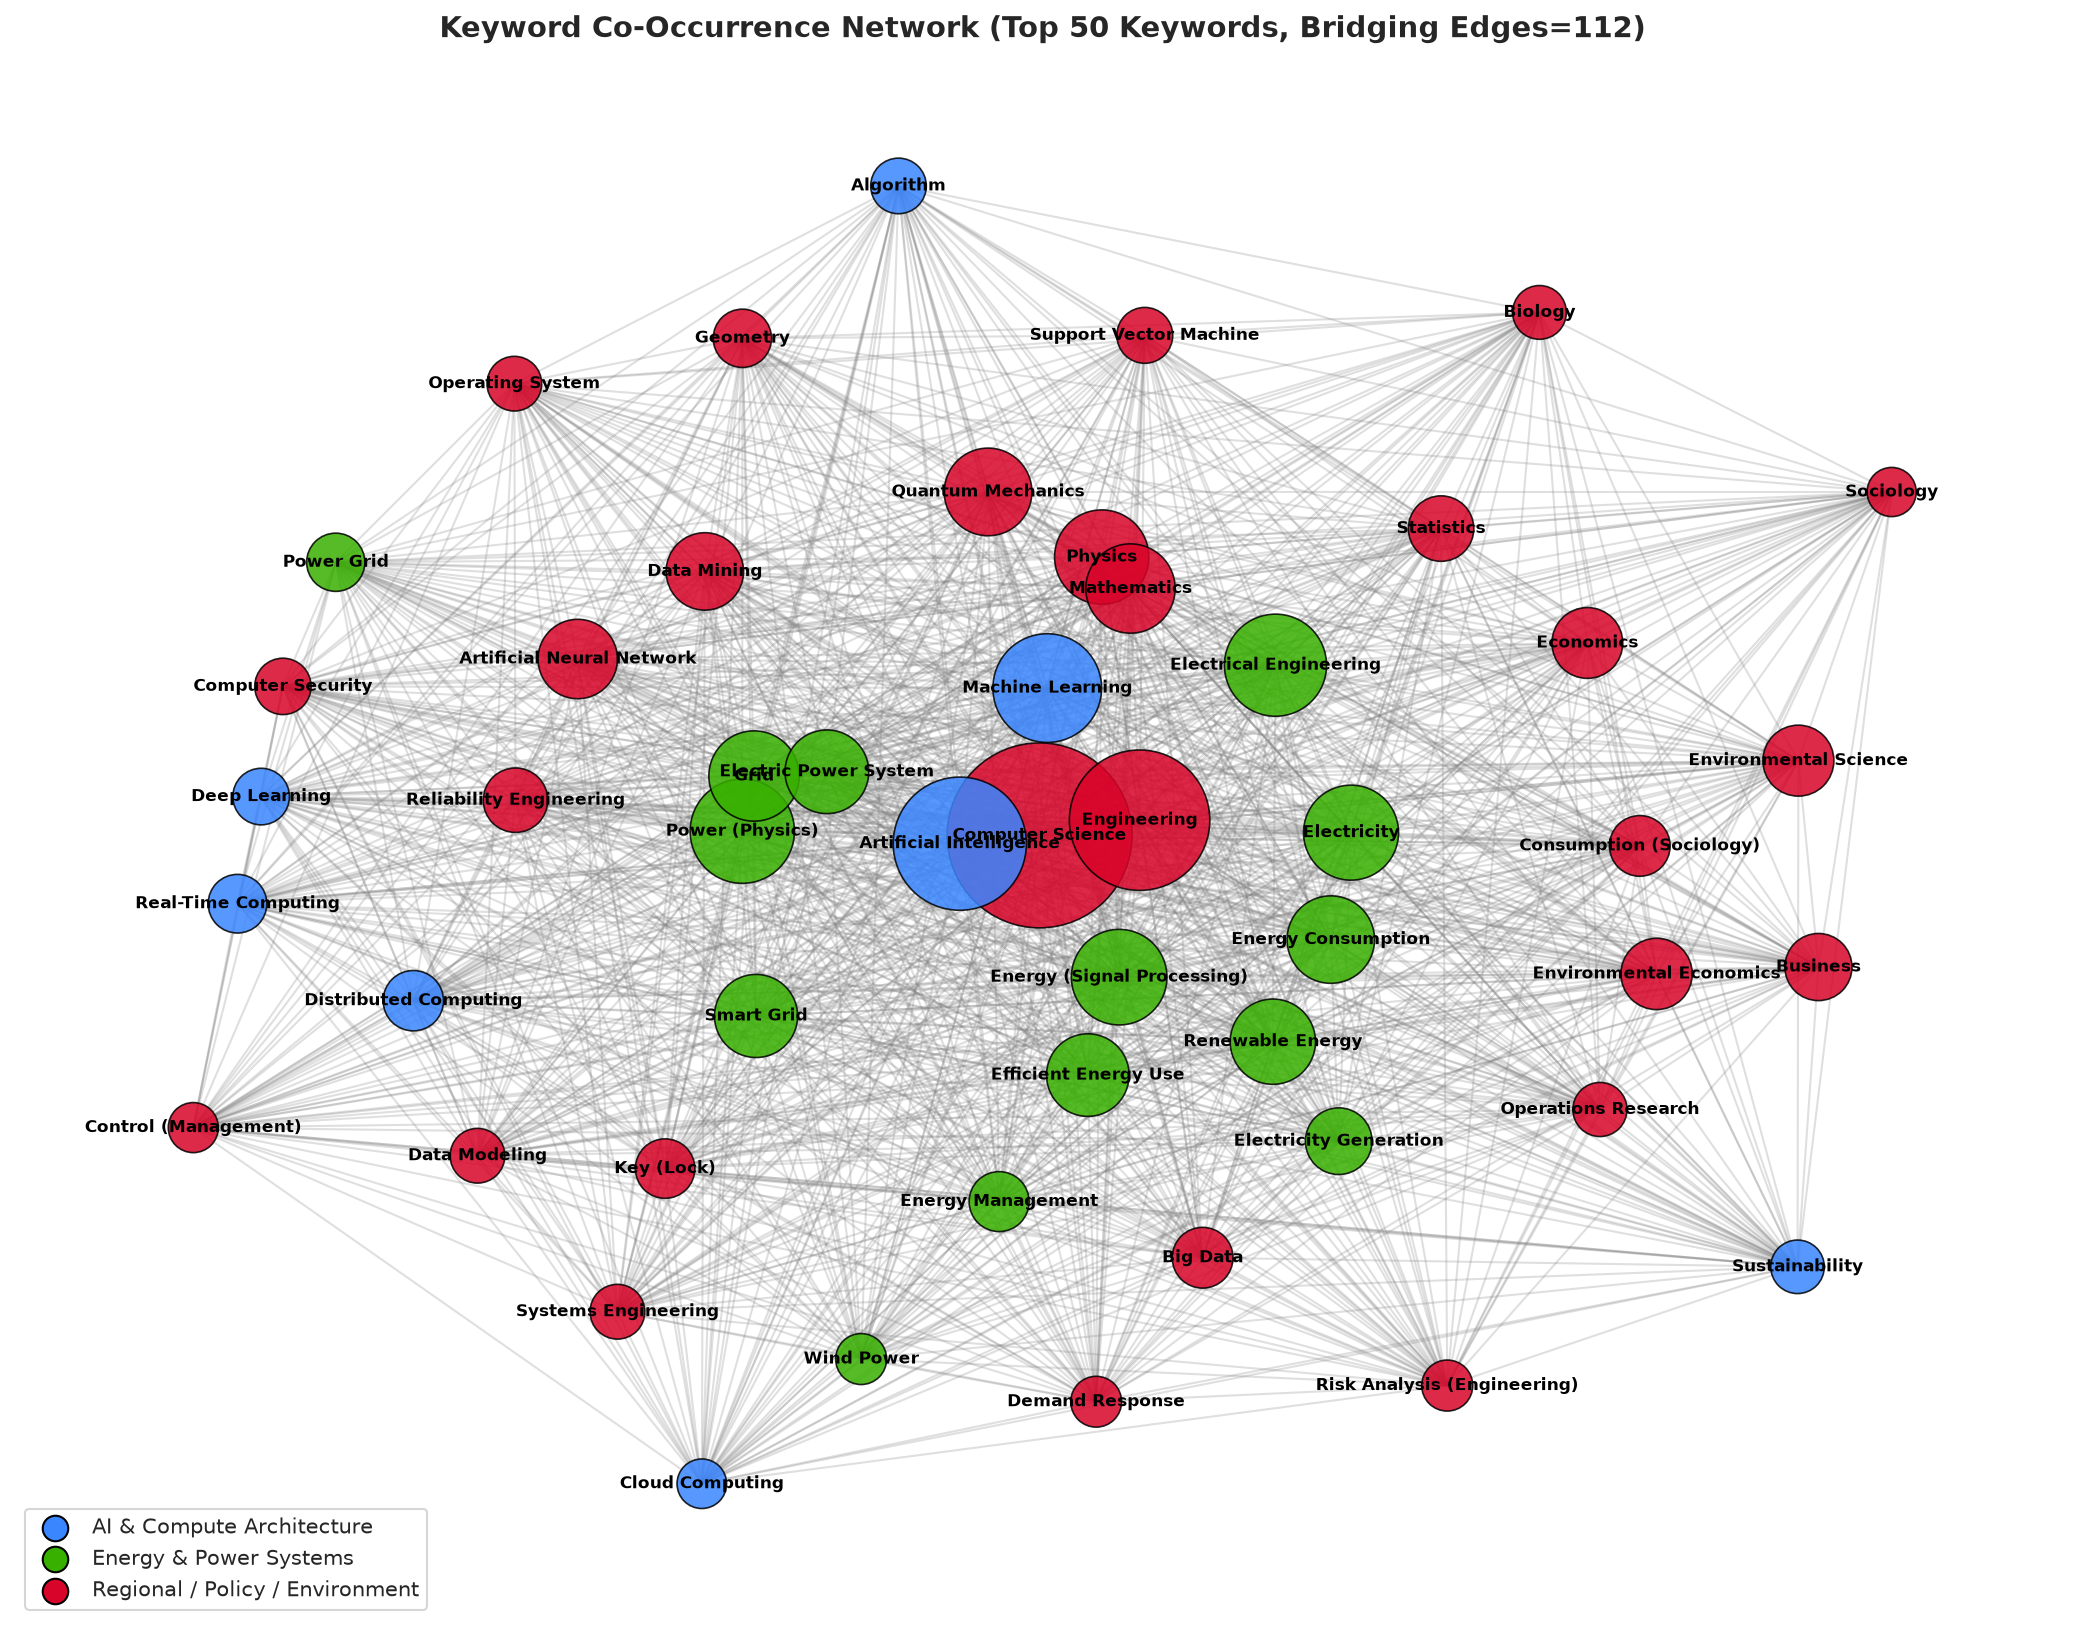 Keyword Co-Occurrence Network (Top 50 Keywords, Bridging Edges=112)
Algorithm
Biology
Geometry
Support Vector Machine
Operating System
Quantum Mechanics
Sociology
Statistics
Power Grid
Data Mining
Physics
Mathematics
Economics
Artificial Neural Network
Electrical Engineering
Computer Security
Machine Learning
Environmental Science
Electric Power System
Grid
Deep Learning
Reliability Engineering
Engineering
Power (Physics)
Computer Science
Electricity
Artificial Intelligence
Consumption (Sociology)
Real-Time Computing
Energy Consumption
Business
Environmental Economics
Energy (Signal Processing)
Distributed Computing
Smart Grid
Renewable Energy
Efficient Energy Use
Operations Research
Control (Management)
Electricity Generation
Data Modeling
Key (Lock)
Energy Management
Big Data
Sustainability
Systems Engineering
Wind Power
Risk Analysis (Engineering)
Demand Response
Cloud Computing
AI & Compute Architecture
Energy & Power Systems
Regional / Policy / Environment